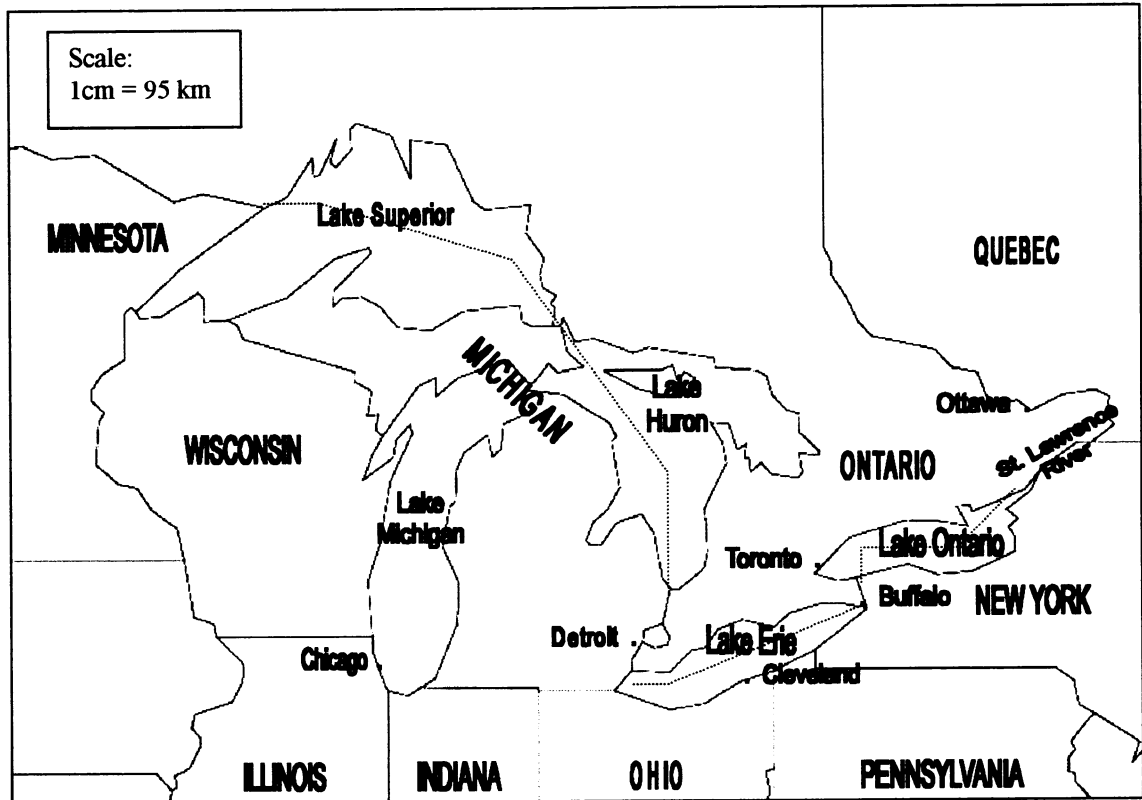 Scale:
1cm = 95 km
Lake Superior
MINNESOTA
QUEBEC
MICHIGAN
Lake
Huron
Ottawa
St. Lawrence
River
WISCONSIN
ONTARIO
Lake
Michigan
Toronto
Lake Ontario
Buffalo
NEW YORK
Detroit
Lake Erie
Chicago
Cleveland
ILLINOIS
INDIANA
OHIO
PENNSYLVANIA